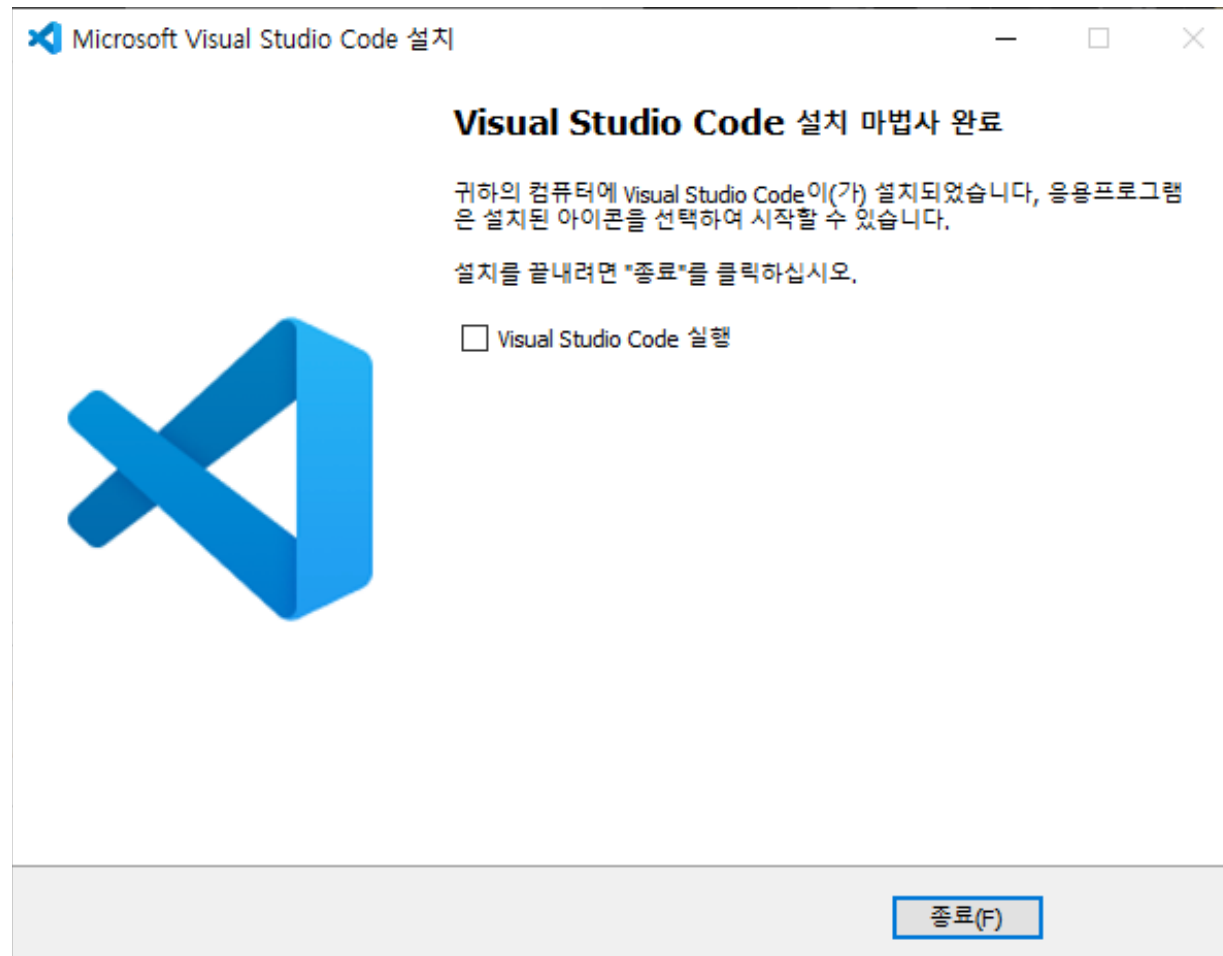 Microsoft Visual Studio Code 설치
Visual Studio Code 설치 마법사 완료
귀하의 컴퓨터에 Visual Studio Code이(가) 설치되었습니다, 응용프로그램
은 설치된 아이콘을 선택하여 시작할 수 있습니다.
설치를 끝내려면 "종료"를 클릭하십시오.
Visual Studio Code 실행
종료(F)